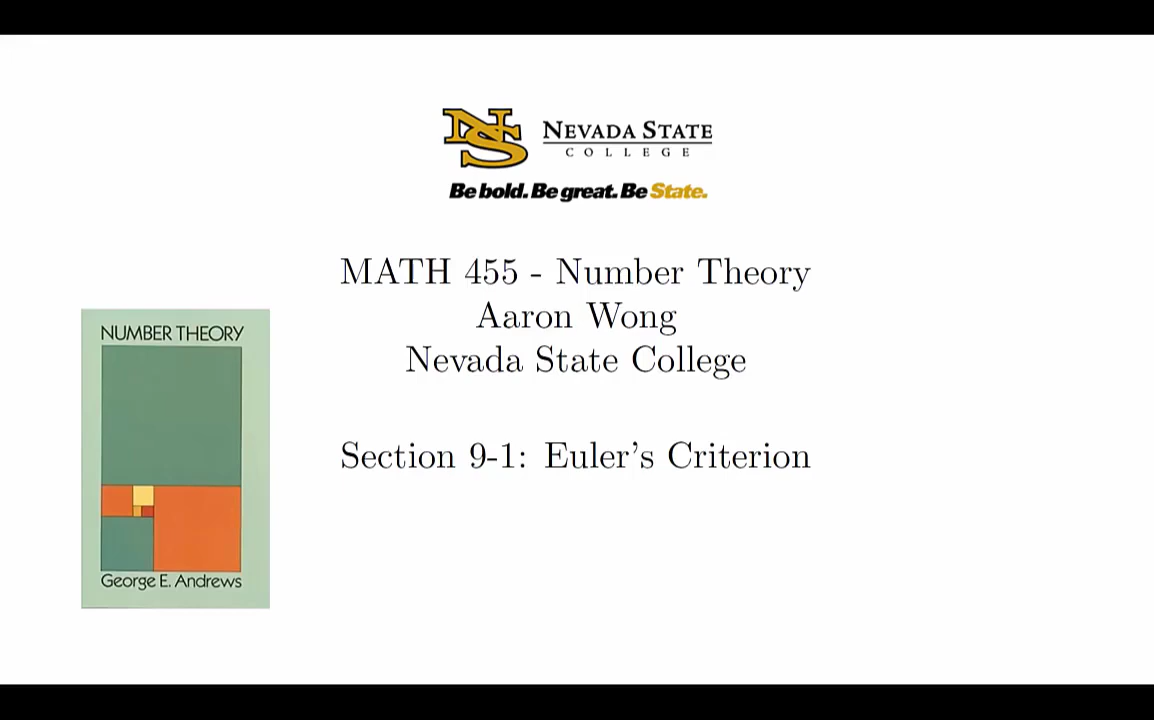 NS
NEVADA STATE
COLLEGE
Be bold. Be great. Be State.
MATH 455 - Number Theory
Aaron Wong
Nevada State College
Section 9-1: Euler's Criterion
NUMBER THEORY
George E. Andrews